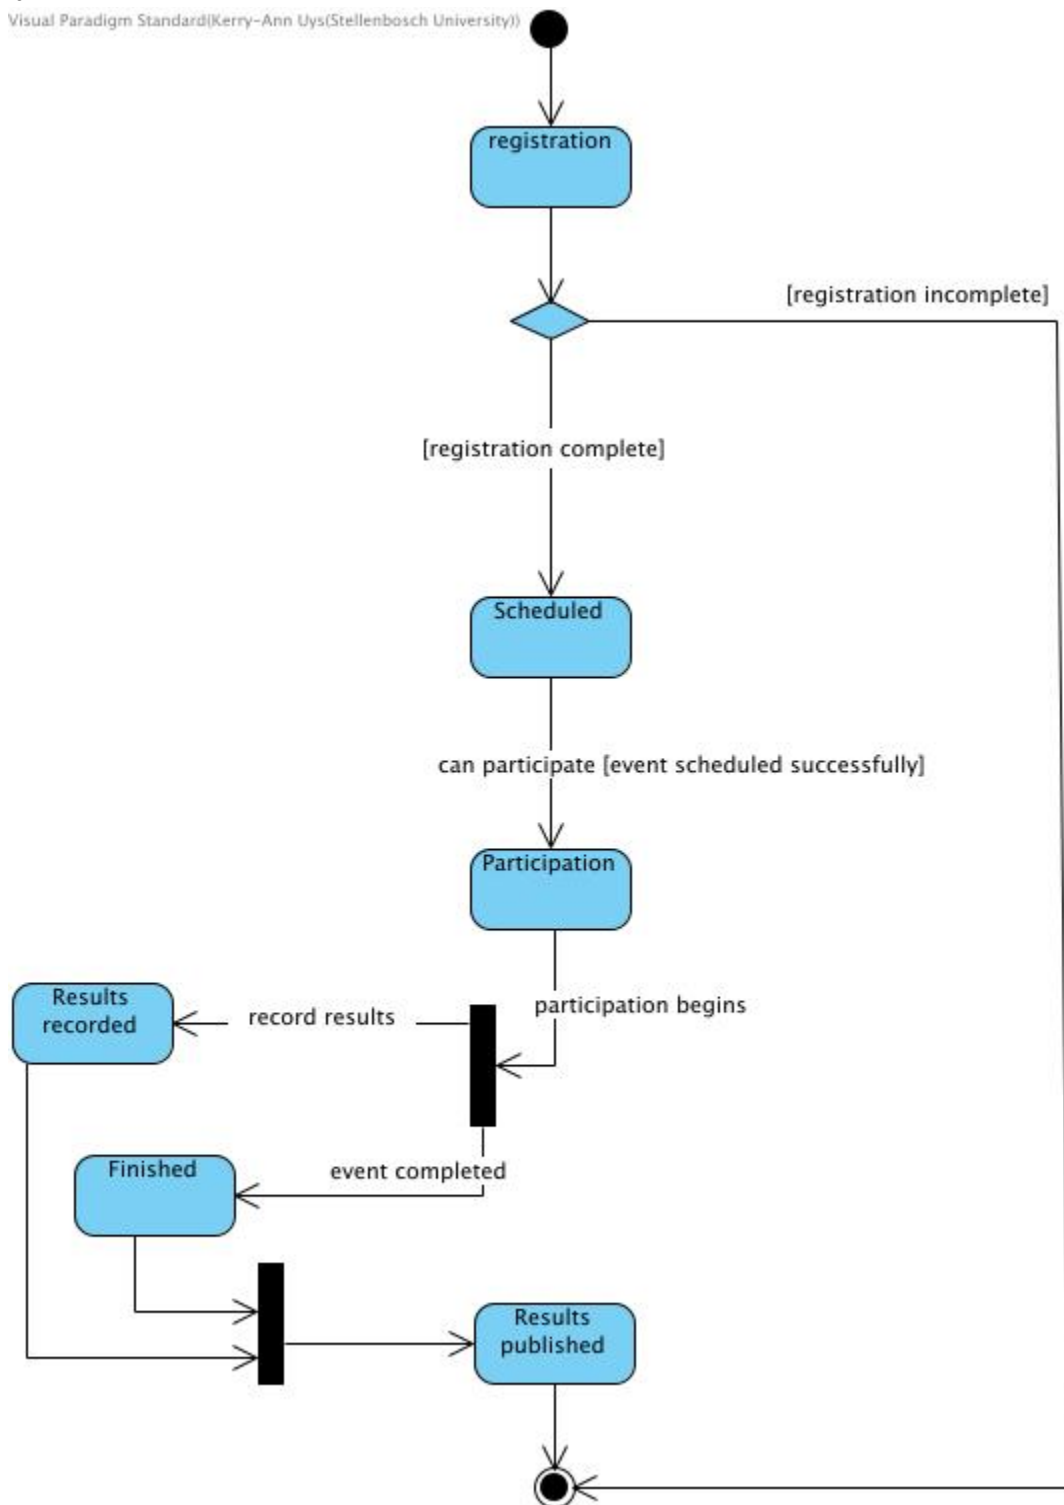 Visual Paradigm Standard(Kerry-Ann Uys(Stellenbosch University))
registration
[registration incomplete]
[registration complete]
Scheduled
can participate [event scheduled successfully]
Participation
Results
recorded
record results
participation begins
Finished
event completed
Results
published